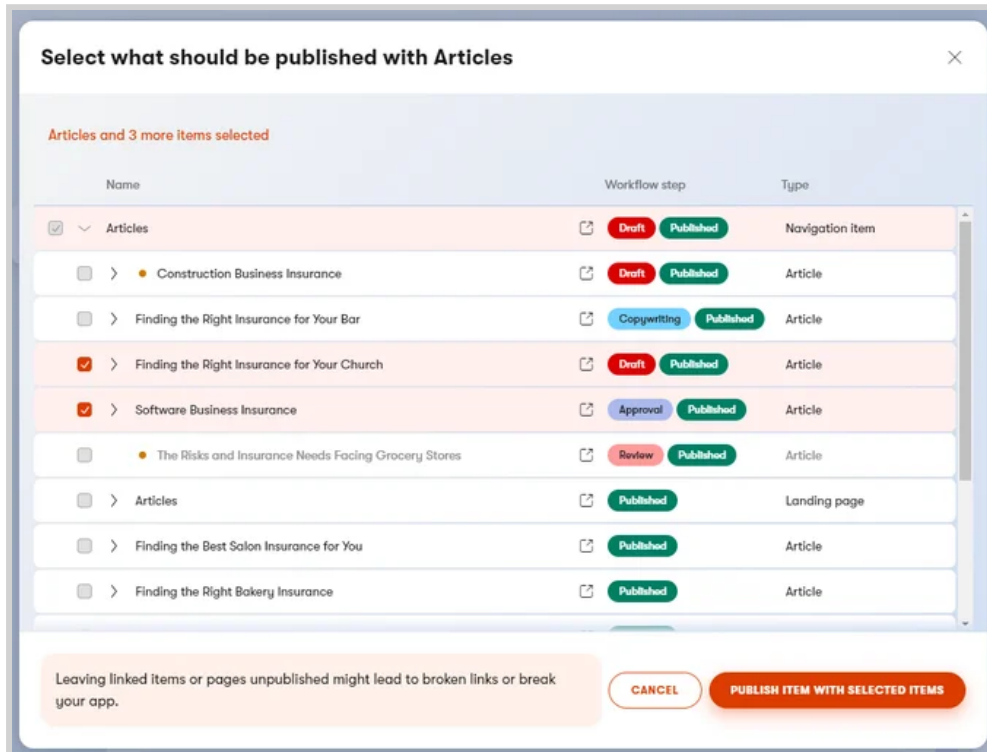 Select what should be published with Articles
Articles and 3 more items selected
Name Workflow step Type
Articles Draft Published Navigation item
Construction Business Insurance Draft Published Article
Finding the Right Insurance for Your Bar Copywriting Published Article
Finding the Right Insurance for Your Church Draft Published Article
Software Business Insurance Approval Published Article
The Risks and Insurance Needs Facing Grocery Stores Review Published Article
Articles Published Landing page
Finding the Best Salon Insurance for You Published Article
Finding the Right Bakery Insurance Published Article
Leaving linked items or pages unpublished might lead to broken links or break
your app.
CANCEL PUBLISH ITEM WITH SELECTED ITEMS